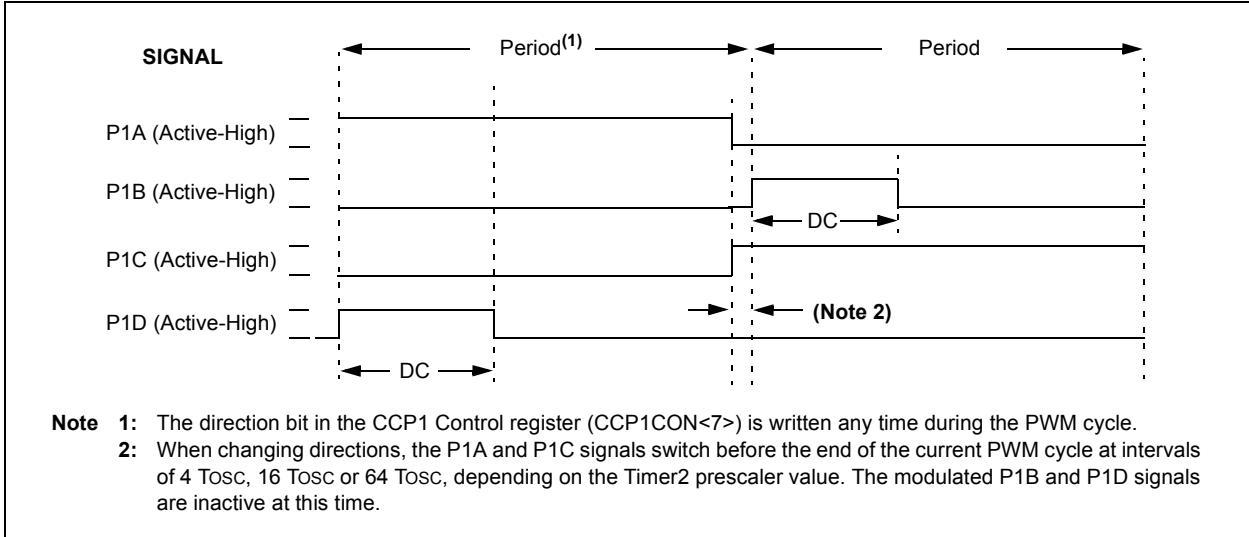 SIGNAL
Period(1)
Period
P1A (Active-High)
P1B (Active-High)
DC
P1C (Active-High)
P1D (Active-High)
(Note 2)
DC
Note 1: The direction bit in the CCP1 Control register (CCP1CON<7>) is written any time during the PWM cycle.
2: When changing directions, the P1A and P1C signals switch before the end of the current PWM cycle at intervals
of 4 TOSC, 16 TOSC or 64 TOSC, depending on the Timer2 prescaler value. The modulated P1B and P1D signals
are inactive at this time.